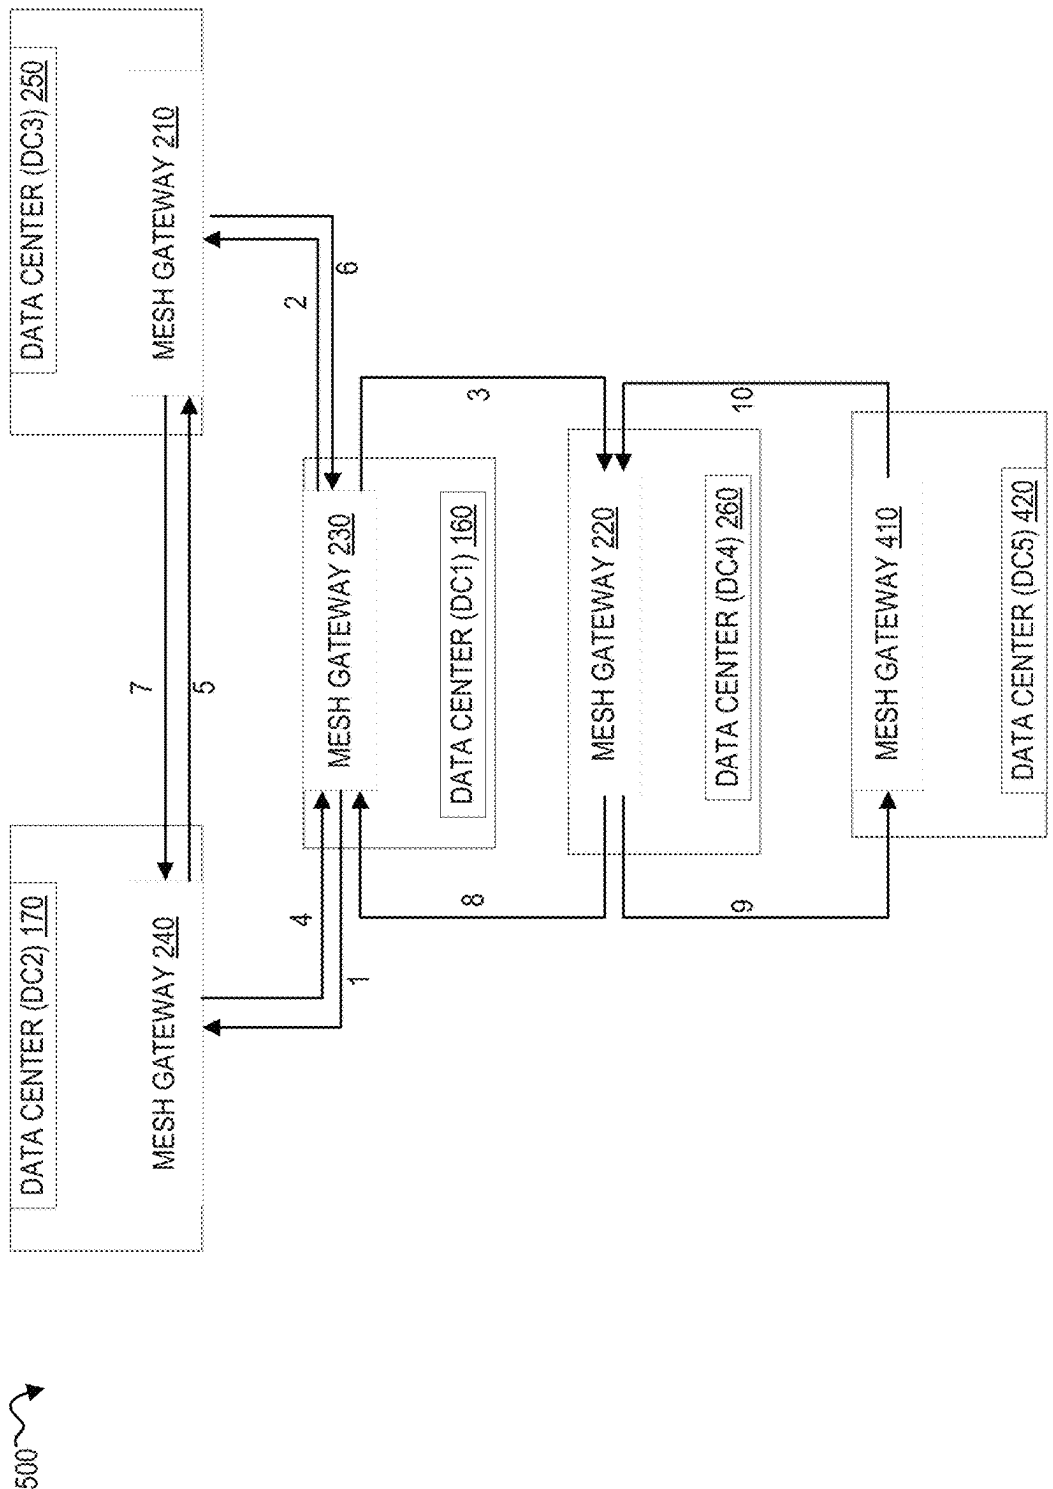 500
DATA CENTER (DC2) 170
MESH GATEWAY 240
7
5
DATA CENTER (DC3) 250
MESH GATEWAY 210
4
1
2
6
MESH GATEWAY 230
DATA CENTER (DC1) 160
8
3
MESH GATEWAY 220
DATA CENTER (DC4) 260
9
10
MESH GATEWAY 410
DATA CENTER (DC5) 420